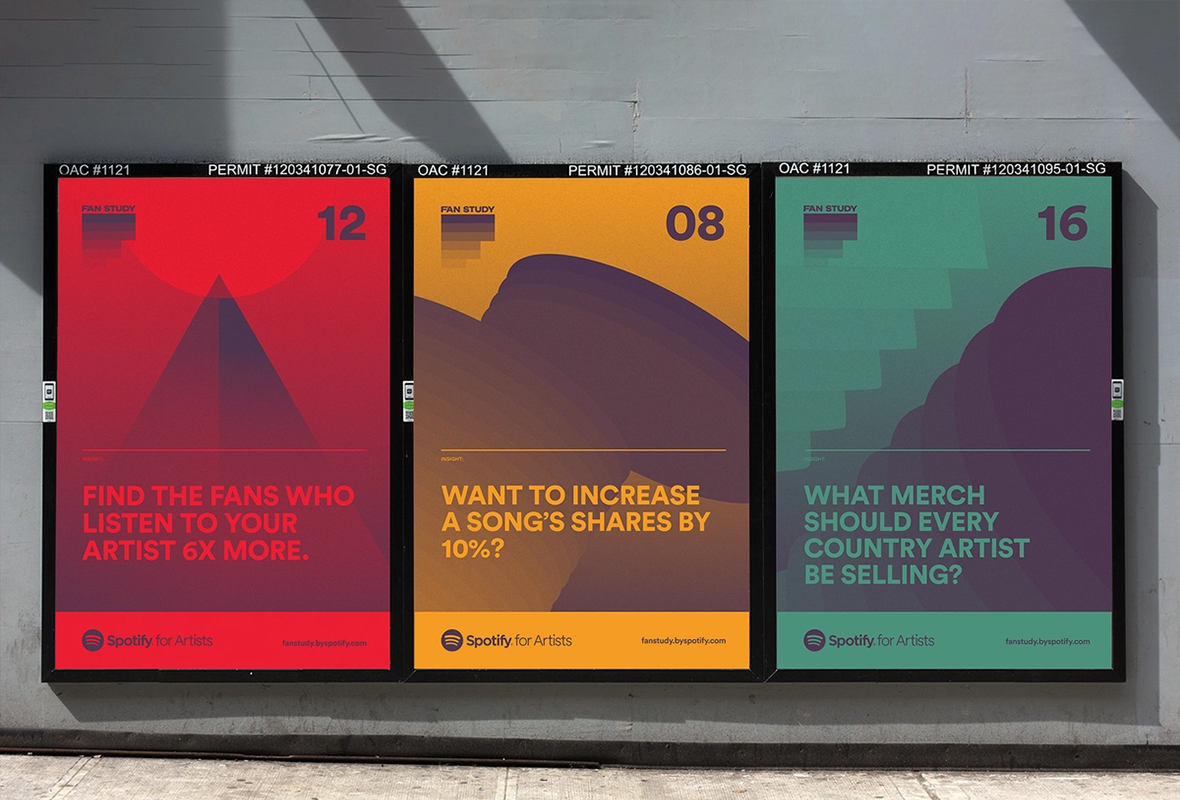 OAC #1121
PERMIT #120341077-01-SG
FAN STUDY
12
INSIGHT:
FIND THE FANS WHO
LISTEN TO YOUR
ARTIST 6X MORE.
Spotify for Artists
fanstudy.byspotify.com
OAC #1121
PERMIT #120341086-01-SG
FAN STUDY
08
INSIGHT:
WANT TO INCREASE
A SONG'S SHARES BY
10%?
Spotify for Artists
fanstudy.byspotify.com
OAC #1121
PERMIT #120341095-01-SG
FAN STUDY
16
INSIGHT:
WHAT MERCH
SHOULD EVERY
COUNTRY ARTIST
BE SELLING?
Spotify for Artists
fanstudy.byspotify.com